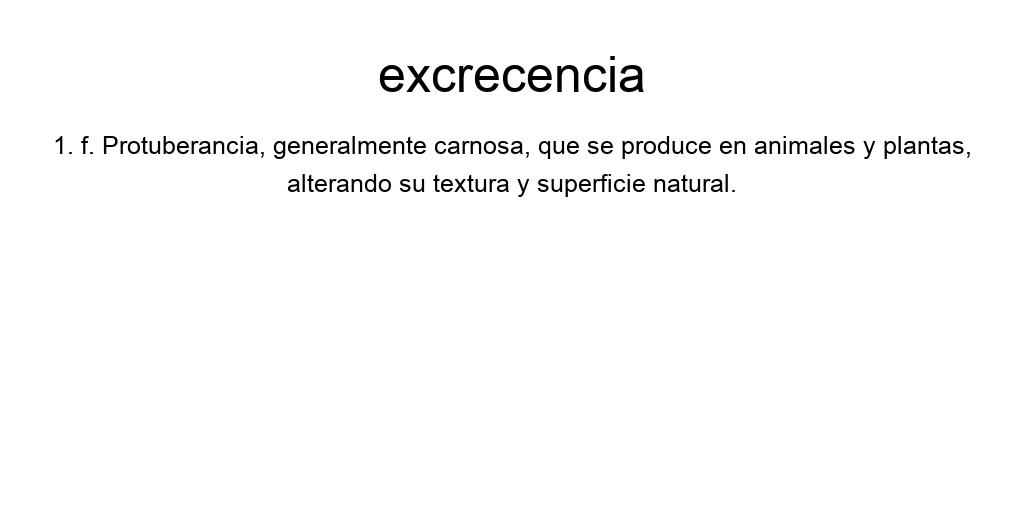 excrecencia
1. f. Protuberancia, generalmente carnosa, que se produce en animales y plantas,
alterando su textura y superficie natural.